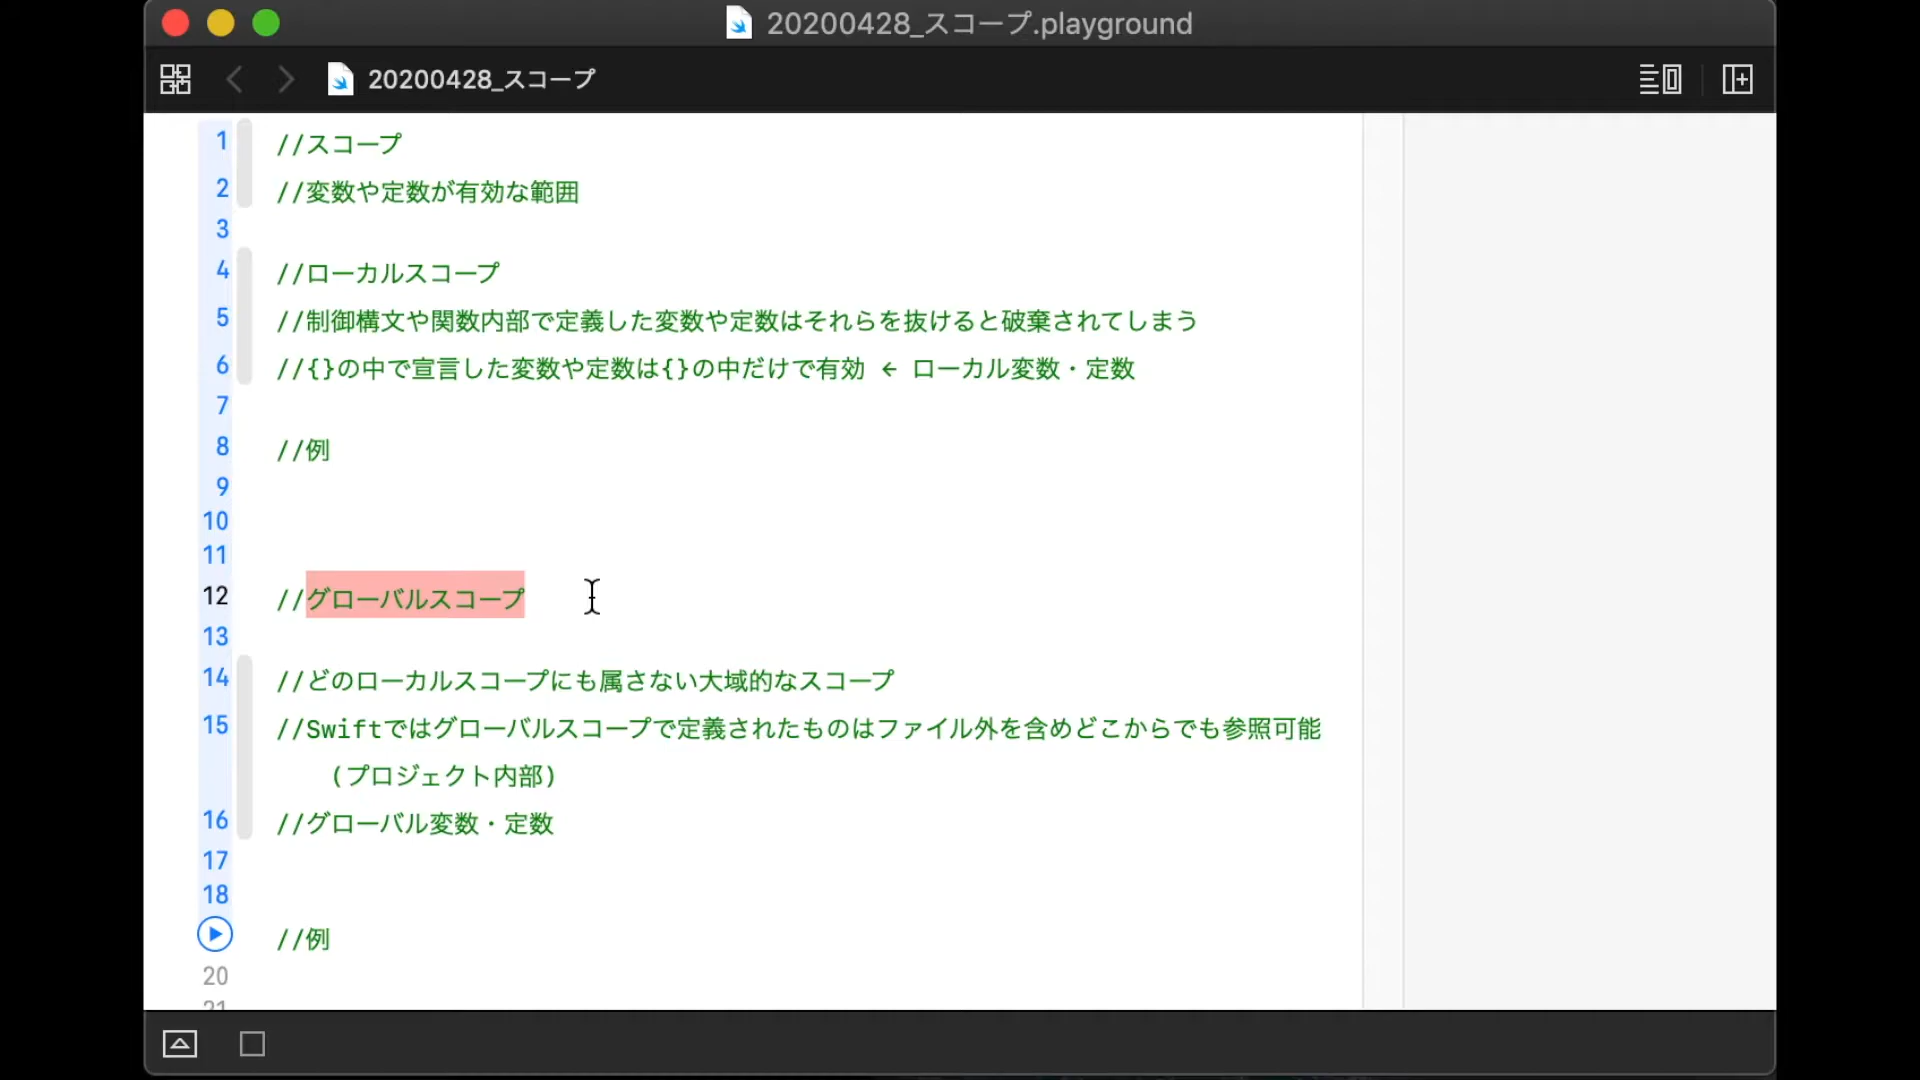 20200428_スコープ.playground
20200428_スコープ
1 //スコープ
2 //変数や定数が有効な範囲
3
4 //ローカルスコープ
5 //制御構文や関数内部で定義した変数や定数はそれらを抜けると破棄されてしまう
6 //{}の中で宣言した変数や定数は{}の中だけで有効 ← ローカル変数・定数
7
8 //例
9
10
11
12 //グローバルスコープ
13
14 //どのローカルスコープにも属さない大域的なスコープ
15 //Swiftではグローバルスコープで定義されたものはファイル外を含めどこからでも参照可能
(プロジェクト内部)
16 //グローバル変数・定数
17
18
//例
20
21